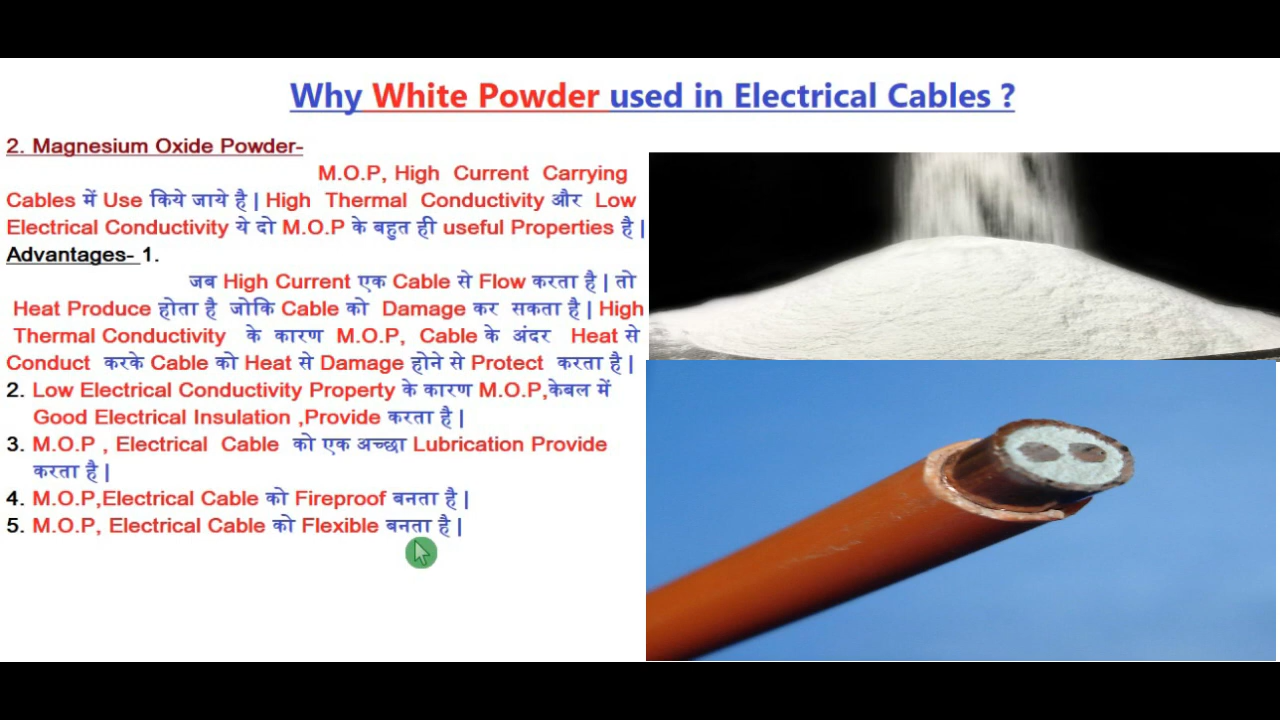 Why White Powder used in Electrical Cables ?
2. Magnesium Oxide Powder-
M.O.P, High Current Carrying
Cables में Use किये जाये है | High Thermal Conductivity और Low
Electrical Conductivity ये दो M.O.P के बहुत ही useful Properties है |
Advantages- 1.
जब High Current एक Cable से Flow करता है | तो
Heat Produce होता है जोकि Cable को Damage कर सकता है | High
Thermal Conductivity के कारण M.O.P, Cable के अंदर Heat से
Conduct करके Cable को Heat से Damage होने से Protect करता है |
2. Low Electrical Conductivity Property के कारण M.O.P,केबल में
Good Electrical Insulation ,Provide करता है |
3. M.O.P , Electrical Cable को एक अच्छा Lubrication Provide
करता है |
4. M.O.P,Electrical Cable को Fireproof बनता है |
5. M.O.P, Electrical Cable को Flexible बनता है |